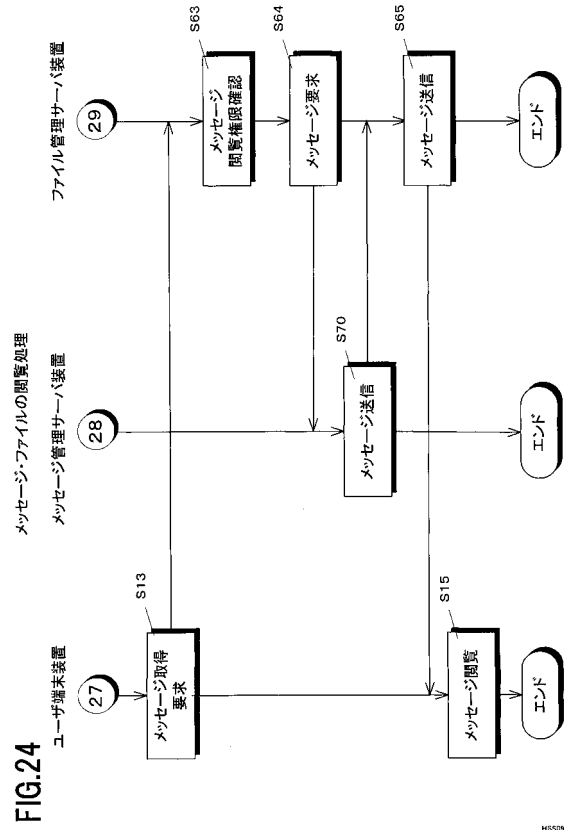 FIG.24
メッセージ・ファイルの閲覧処理
ユーザ端末装置
メッセージ管理サーバ装置
ファイル管理サーバ装置
27
28
29
S13
メッセージ取得
要求
S63
メッセージ
閲覧権限確認
S64
メッセージ要求
S70
メッセージ送信
S65
メッセージ送信
S15
メッセージ閲覧
エンド
エンド
エンド